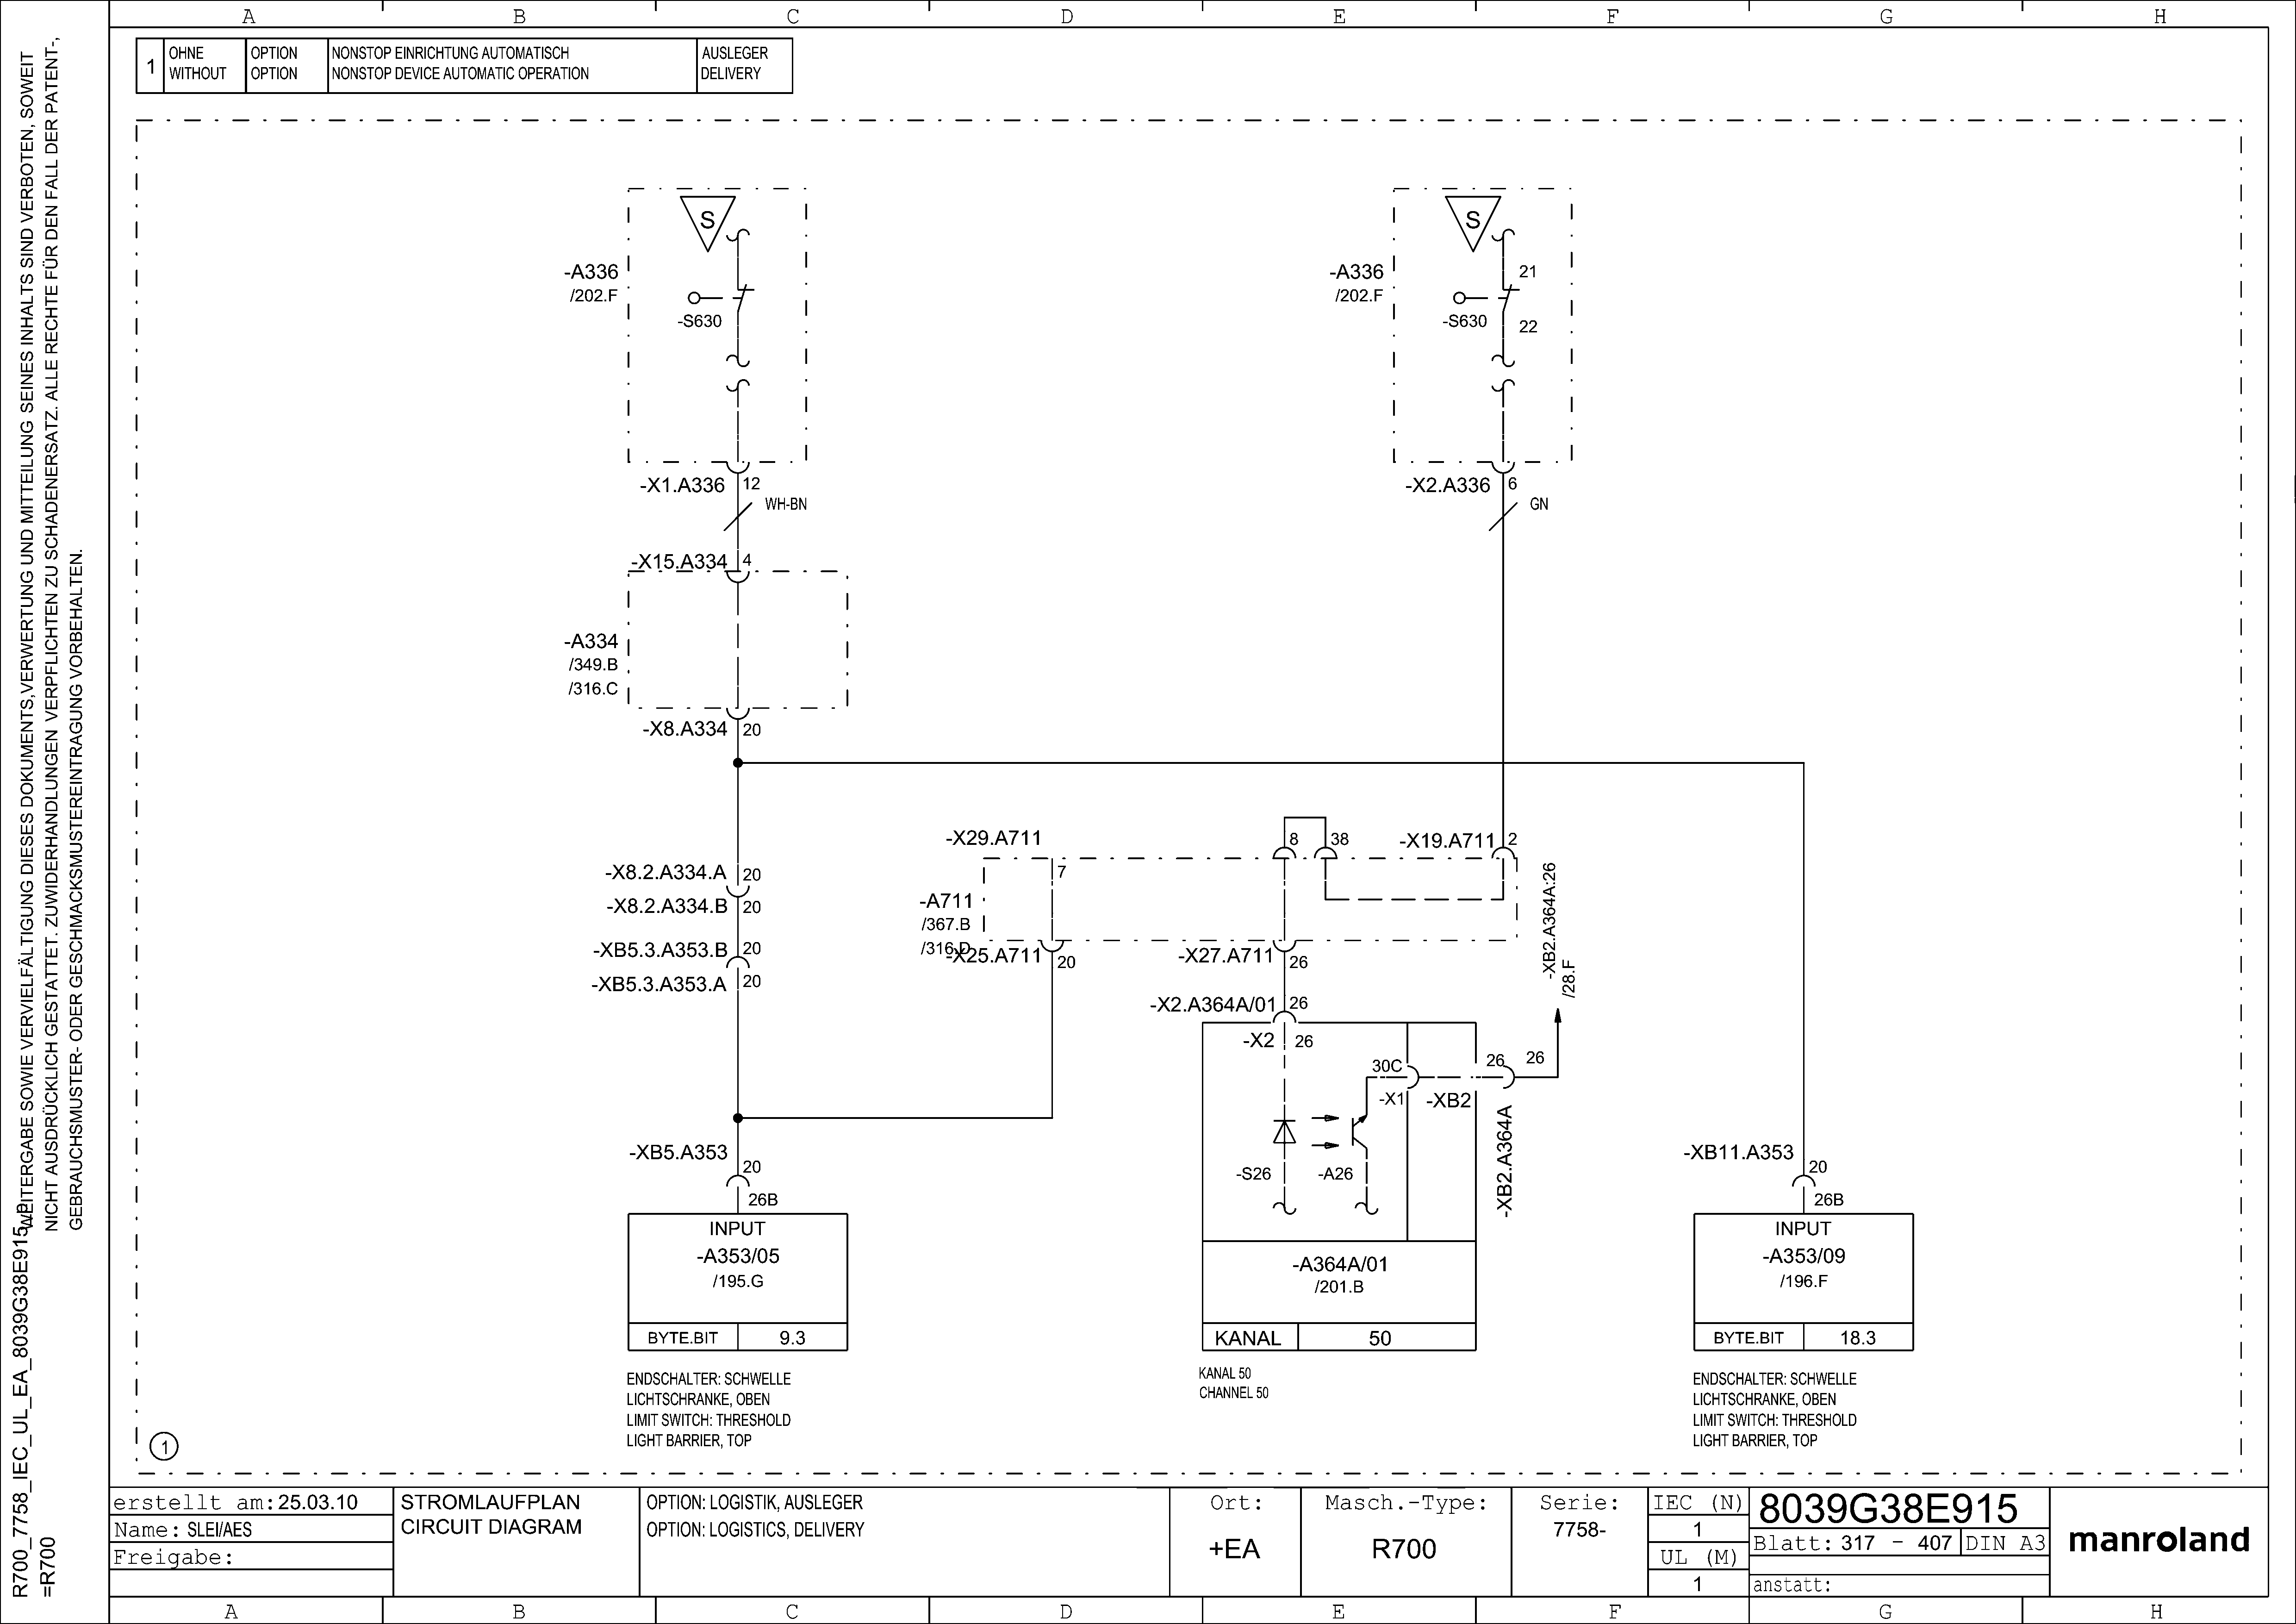 A B C D E F G H
1 OHNE OPTION NONSTOP EINRICHTUNG AUTOMATISCH AUSLEGER
WITHOUT OPTION NONSTOP DEVICE AUTOMATIC OPERATION DELIVERY
WEITERGABE SOWIE VERVIELFÄLTIGUNG DIESES DOKUMENTS,VERWERTUNG UND MITTEILUNG SEINES INHALTS SIND VERBOTEN, SOWEIT
NICHT AUSDRÜCKLICH GESTATTET. ZUWIDERHANDLUNGEN VERPFLICHTEN ZU SCHADENERSATZ. ALLE RECHTE FÜR DEN FALL DER PATENT-,
GEBRAUCHSMUSTER- ODER GESCHMACKSMUSTEREINTRAGUNG VORBEHALTEN.
R700_7758_IEC_UL_EA_8039G38E915_0
=R700
S
-A336
/202.F
-S630
-X1.A336 12
WH-BN
-X15.A334 4
-A334
/349.B
/316.C
-X8.A334 20
S
-A336
/202.F
21
-S630
22
-X2.A336 6
GN
-X8.2.A334.A 20
-X8.2.A334.B 20
-XB5.3.A353.B 20
-XB5.3.A353.A 20
-X29.A711
7
8 38
-X19.A711 2
-A711
/367.B
/316.D
-X25.A711 20
-X27.A711 26
-X2.A364A/01 26
-X2 26
30C
-X1
-XB2
26 26
-XB2.A364A:26
/28.F
-XB2.A364A
-S26
-A26
-A364A/01
/201.B
KANAL 50
KANAL 50
CHANNEL 50
-XB5.A353 20
26B
INPUT
-A353/05
/195.G
BYTE.BIT 9.3
ENDSCHALTER: SCHWELLE
LICHTSCHRANKE, OBEN
LIMIT SWITCH: THRESHOLD
LIGHT BARRIER, TOP
-XB11.A353 20
26B
INPUT
-A353/09
/196.F
BYTE.BIT 18.3
ENDSCHALTER: SCHWELLE
LICHTSCHRANKE, OBEN
LIMIT SWITCH: THRESHOLD
LIGHT BARRIER, TOP
1
erstellt am: 25.03.10
Name: SLEI/AES
Freigabe:
STROMLAUFPLAN
CIRCUIT DIAGRAM
OPTION: LOGISTIK, AUSLEGER
OPTION: LOGISTICS, DELIVERY
Ort:
+EA
Masch.-Type:
R700
Serie:
7758-
IEC (N)
1
UL (M)
1
8039G38E915
Blatt: 317 - 407 DIN A3
anstatt:
manroland
A B C D E F G H